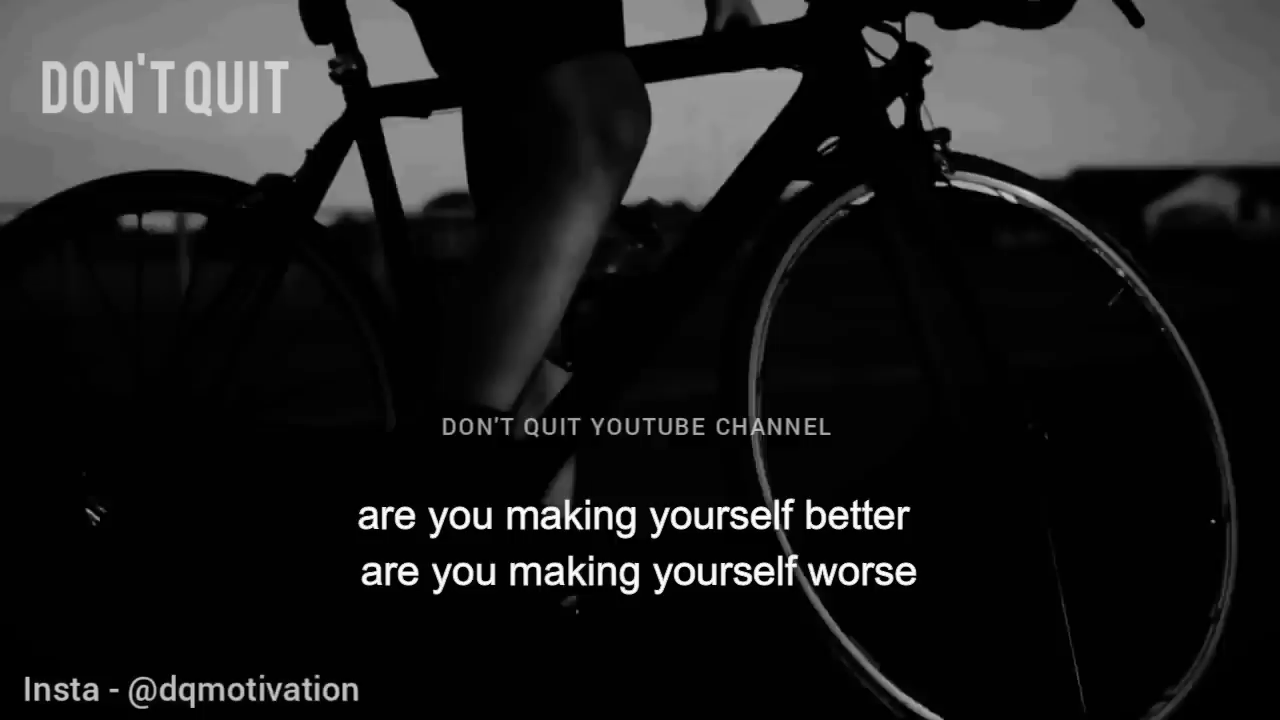 DON'T QUIT
DON'T QUIT YOUTUBE CHANNEL
are you making yourself better
are you making yourself worse
Insta - @dqmotivation